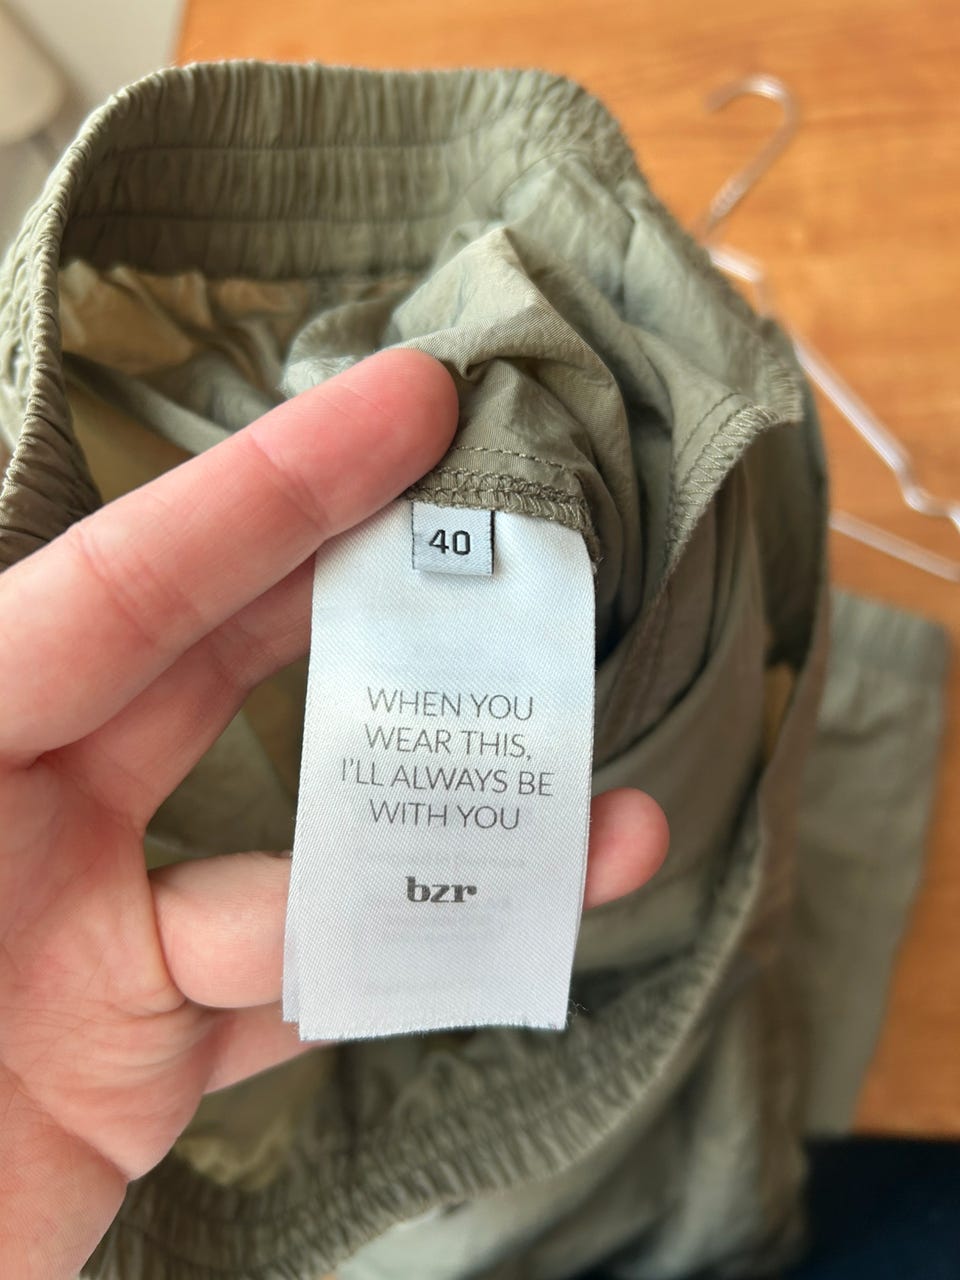 40
WHEN YOU
WEAR THIS,
I'LL ALWAYS BE
WITH YOU
bzr